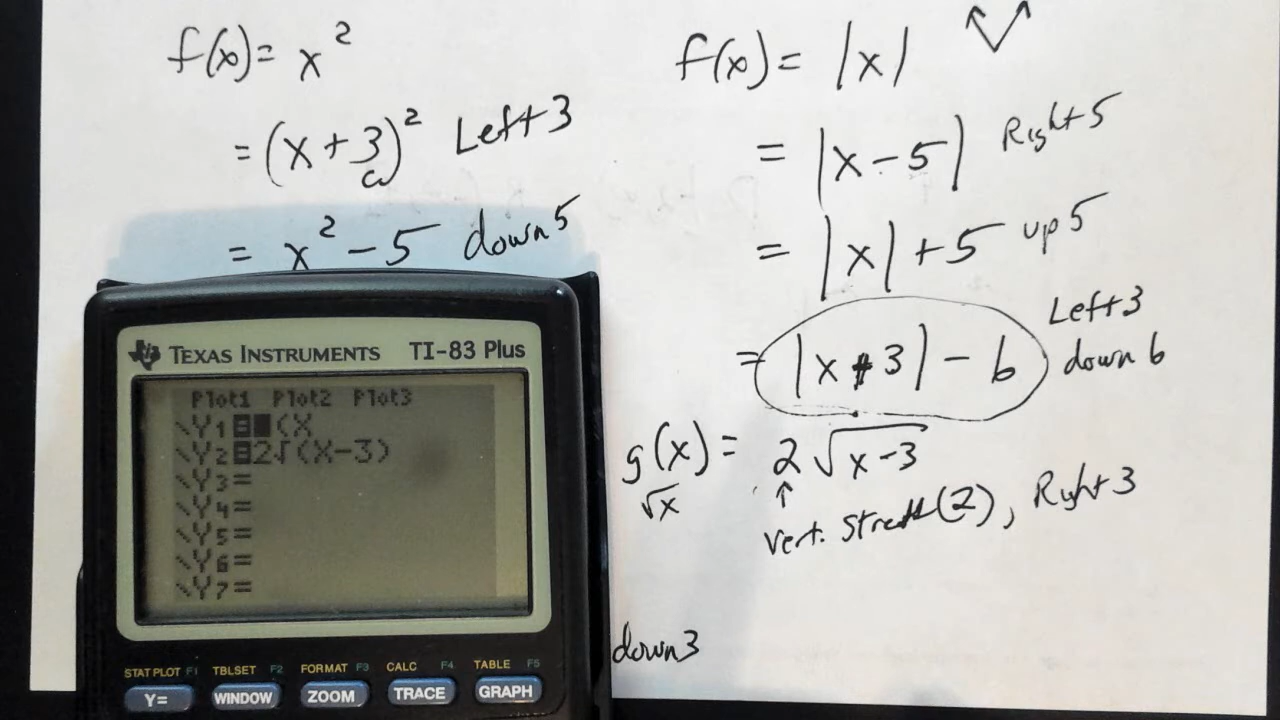 f(x) = x²
= (x + 3)² Left 3
= x² - 5 down 5
f(x) = |x|
= |x - 5| Right 5
= |x| + 5 up 5
= |x + 3| - 6 Left 3 down 6
g(x) = 2√x-3
√x
vert. stretch (2), Right 3
down 3
TEXAS INSTRUMENTS TI-83 Plus
Plot1 Plot2 Plot3
\Y1=■(X
\Y2=2√(X-3)
\Y3=
\Y4=
\Y5=
\Y6=
\Y7=
STAT PLOT F1 TBLSET F2 FORMAT F3 CALC F4 TABLE F5
Y= WINDOW ZOOM TRACE GRAPH